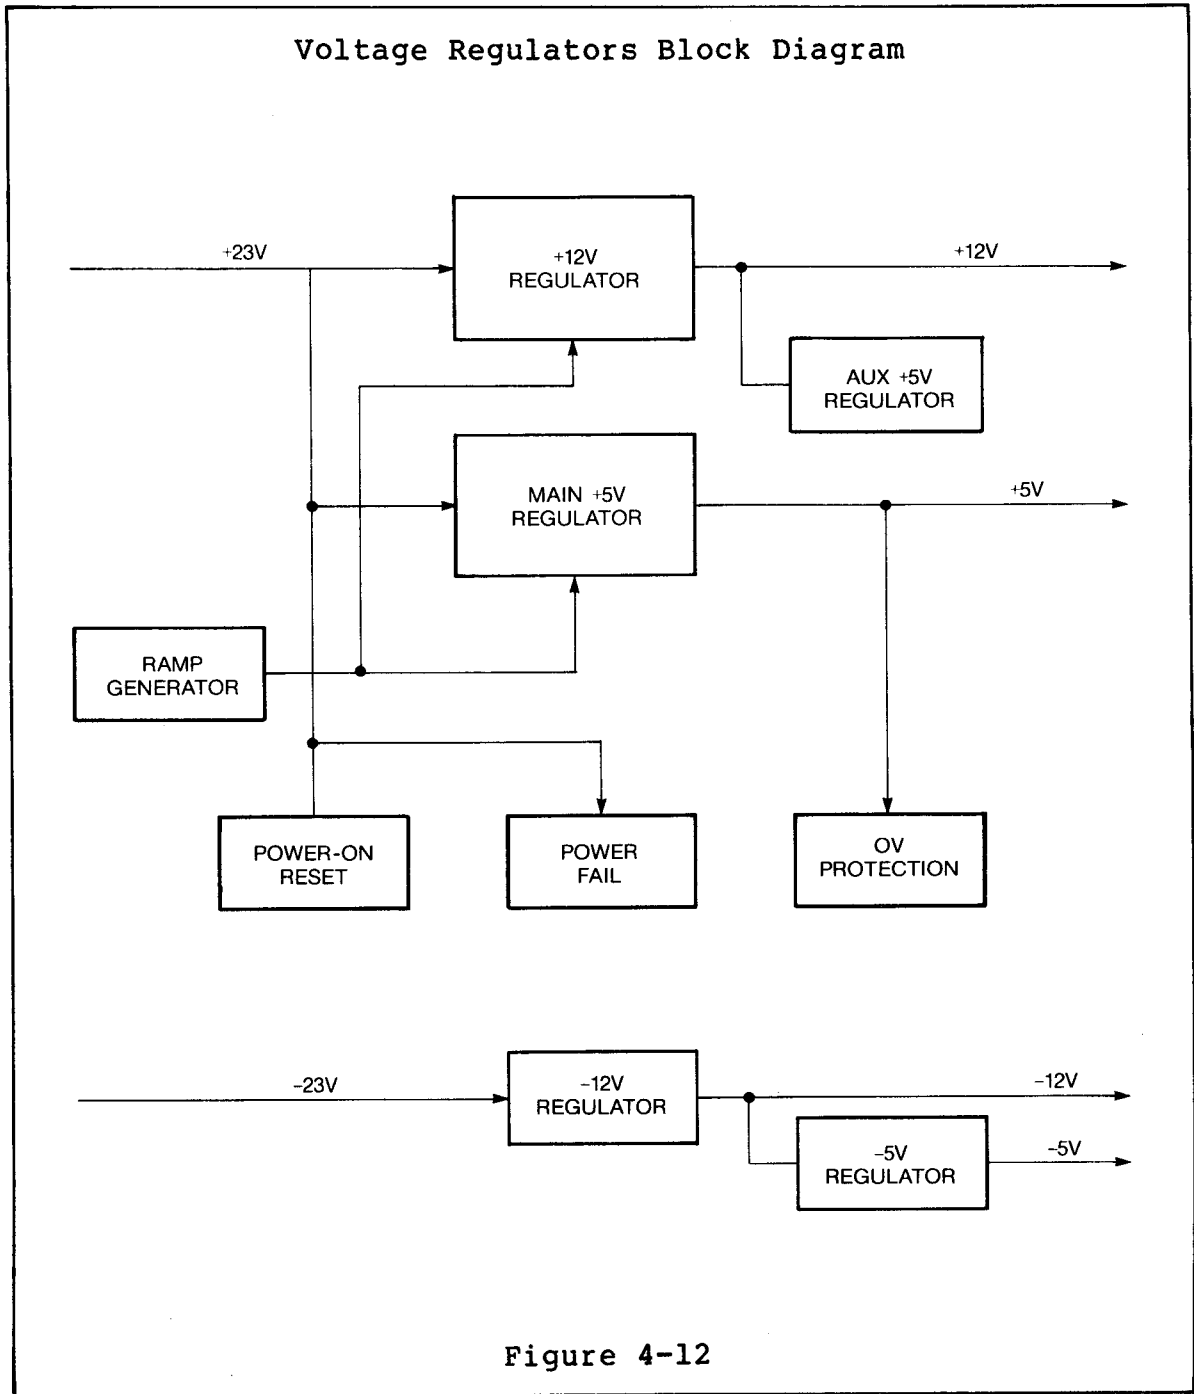 Voltage Regulators Block Diagram
+23V
+12V
REGULATOR
+12V
AUX +5V
REGULATOR
MAIN +5V
REGULATOR
+5V
RAMP
GENERATOR
POWER-ON
RESET
POWER
FAIL
OV
PROTECTION
-23V
-12V
REGULATOR
-12V
-5V
REGULATOR
-5V
Figure 4-12